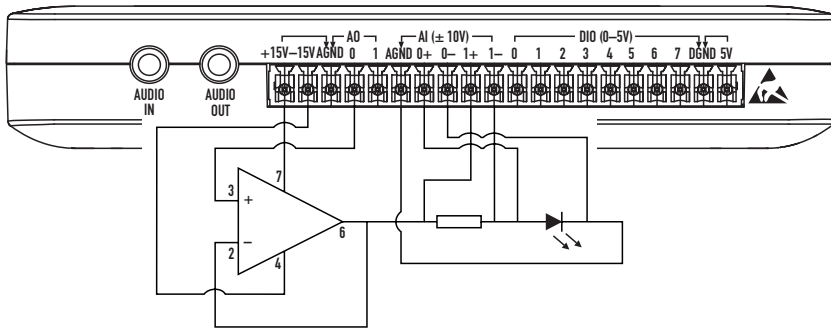 AO AI (± 10V) DIO (0–5V)
+15V –15V AGND 0 1 AGND 0+ 0– 1+ 1– 0 1 2 3 4 5 6 7 DGND 5V
AUDIO
IN
AUDIO
OUT
7
3
+
6
–
2
4